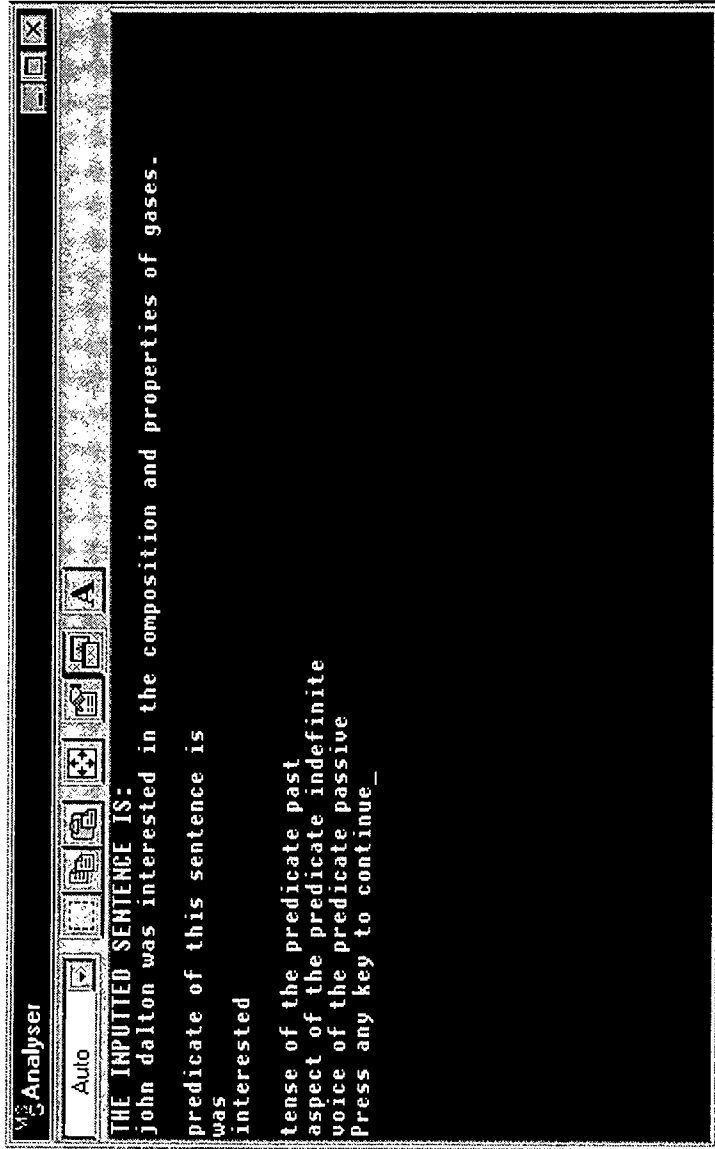 Analyser
Auto
A
THE INPUTTED SENTENCE IS:
john dalton was interested in the composition and properties of gases.
predicate of this sentence is
was
interested
tense of the predicate past
aspect of the predicate indefinite
voice of the predicate passive
Press any key to continue_